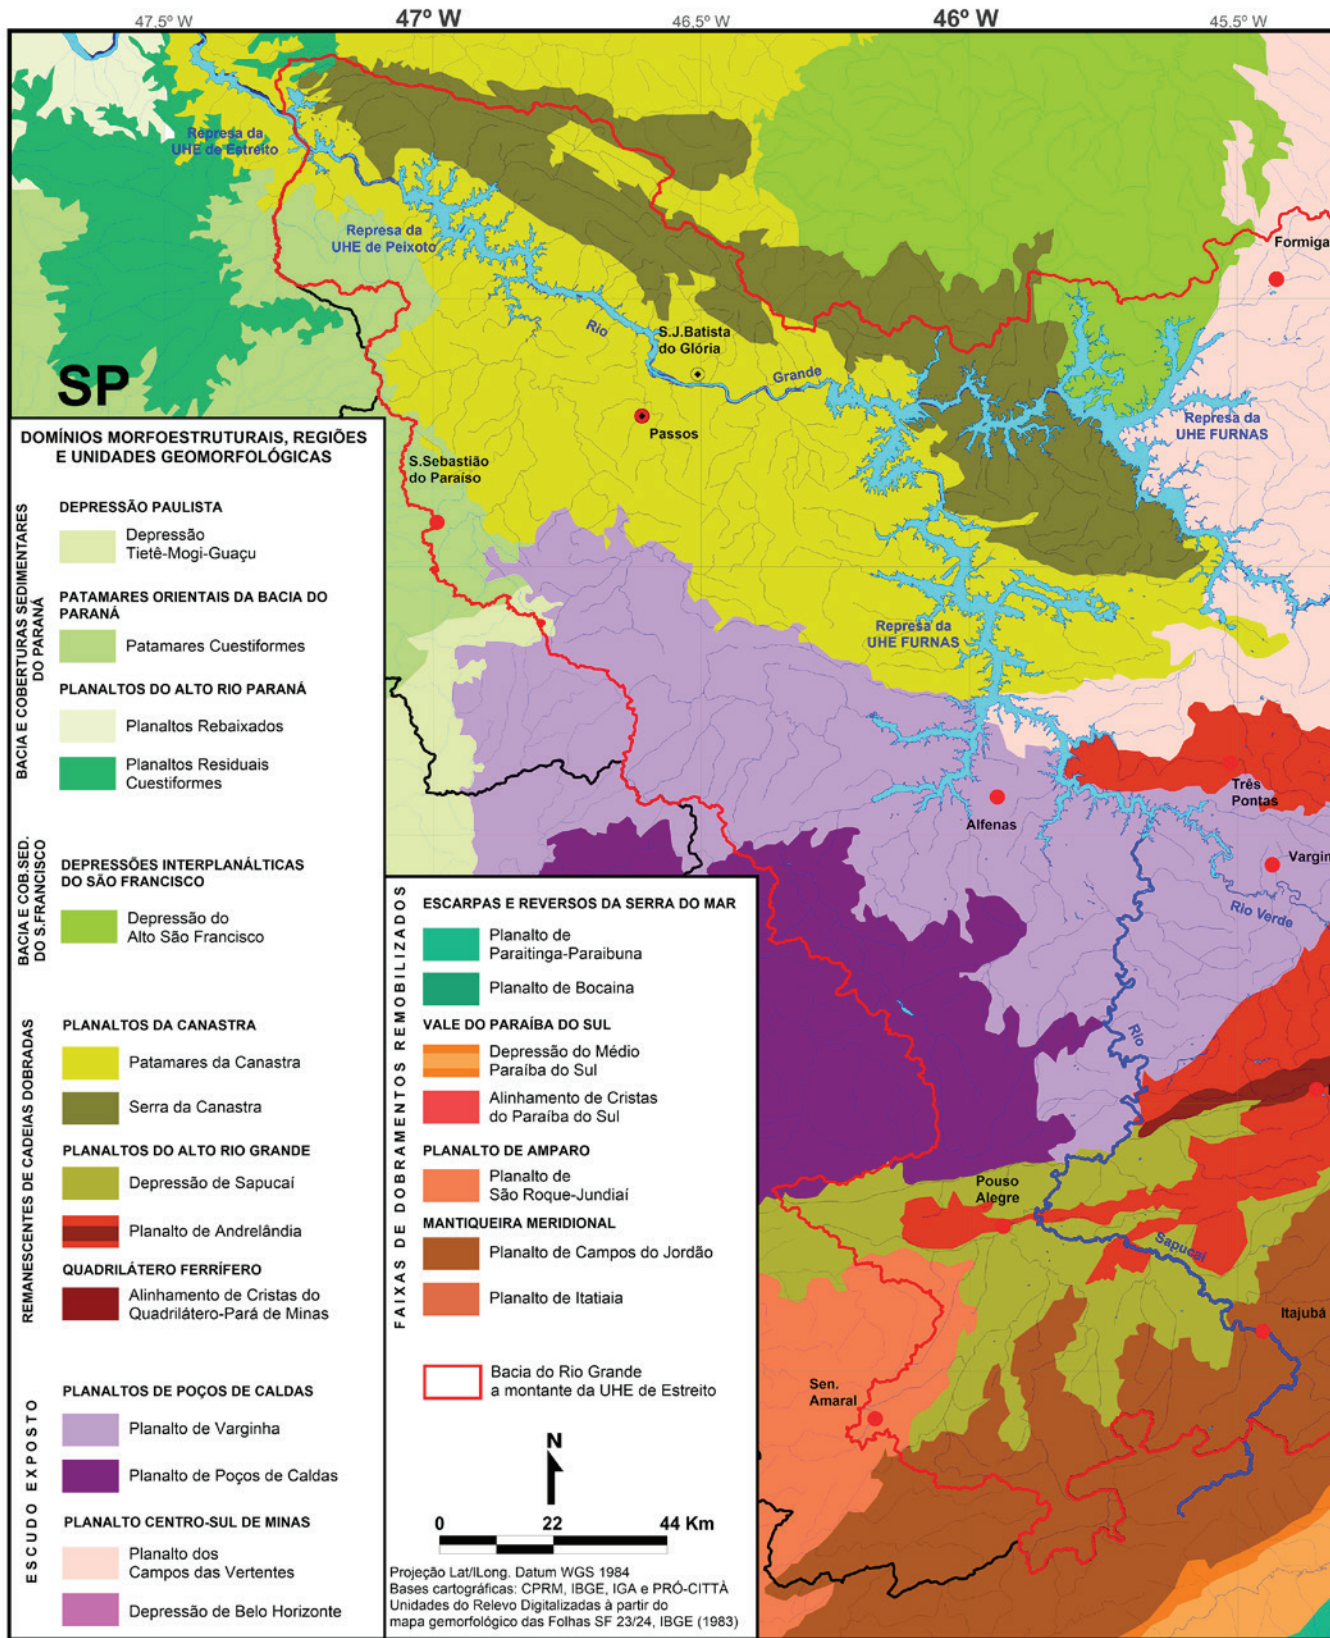 47.5º W
47º W
46.5º W
46º W
45.5º W
Represa da
UHE de Estreito
Represa da
UHE de Peixoto
Formiga
Rio
S.J.Batista
do Glória
Grande
SP
Passos
Represa da
UHE FURNAS
S.Sebastião
do Paraíso
Represa da
UHE FURNAS
Três
Pontas
Alfenas
Vargin
Rio Verde
Rio
Pouso
Alegre
Sapucaí
Itajubá
Sen.
Amaral
DOMÍNIOS MORFOESTRUTURAIS, REGIÕES
E UNIDADES GEOMORFOLÓGICAS
BACIA E COBERTURAS SEDIMENTARES
DO PARANÁ
DEPRESSÃO PAULISTA
Depressão
Tietê-Mogi-Guaçu
PATAMARES ORIENTAIS DA BACIA DO
PARANÁ
Patamares Cuestiformes
PLANALTOS DO ALTO RIO PARANÁ
Planaltos Rebaixados
Planaltos Residuais
Cuestiformes
BACIA E COB.SED.
DO S.FRANCISCO
DEPRESSÕES INTERPLANÁLTICAS
DO SÃO FRANCISCO
Depressão do
Alto São Francisco
REMANESCENTES DE CADEIAS DOBRADAS
PLANALTOS DA CANASTRA
Patamares da Canastra
Serra da Canastra
PLANALTOS DO ALTO RIO GRANDE
Depressão de Sapucaí
Planalto de Andrelândia
QUADRILÁTERO FERRÍFERO
Alinhamento de Cristas do
Quadrilátero-Pará de Minas
ESCUDO EXPOSTO
PLANALTOS DE POÇOS DE CALDAS
Planalto de Varginha
Planalto de Poços de Caldas
PLANALTO CENTRO-SUL DE MINAS
Planalto dos
Campos das Vertentes
Depressão de Belo Horizonte
FAIXAS DE DOBRAMENTOS REMOBILIZADOS
ESCARPAS E REVERSOS DA SERRA DO MAR
Planalto de
Paraitinga-Paraibuna
Planalto de Bocaina
VALE DO PARAÍBA DO SUL
Depressão do Médio
Paraíba do Sul
Alinhamento de Cristas
do Paraíba do Sul
PLANALTO DE AMPARO
Planalto de
São Roque-Jundiaí
MANTIQUEIRA MERIDIONAL
Planalto de Campos do Jordão
Planalto de Itatiaia
Bacia do Rio Grande
a montante da UHE de Estreito
N
0 22 44 Km
Projeção Lat/lLong. Datum WGS 1984
Bases cartográficas: CPRM, IBGE, IGA e PRÓ-CITTÀ
Unidades do Relevo Digitalizadas à partir do
mapa gemorfológico das Folhas SF 23/24, IBGE (1983)